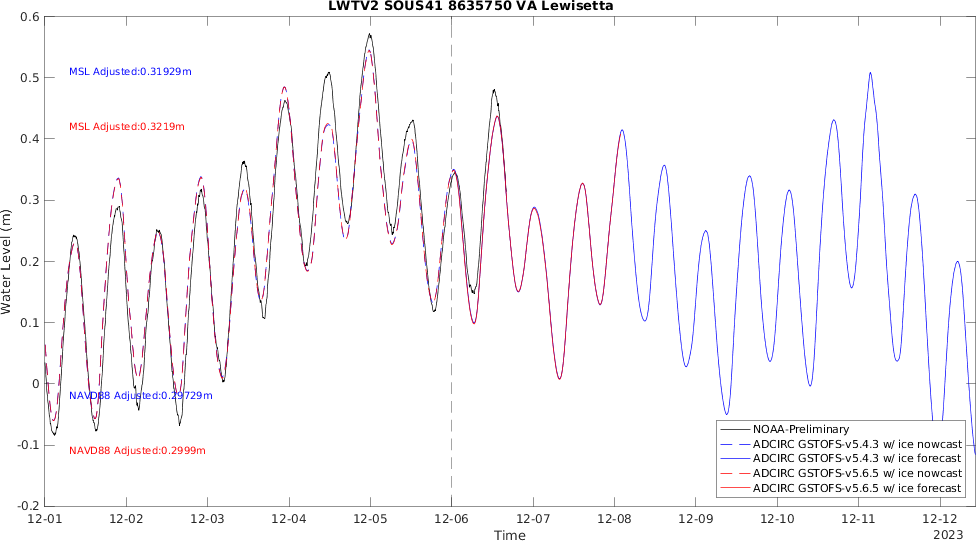 LWTV2 SOUS41 8635750 VA Lewisetta
0.6
0.5
0.4
0.3
0.2
0.1
0
-0.1
-0.2
Water Level (m)
MSL Adjusted:0.31929m
MSL Adjusted:0.3219m
NAVD88 Adjusted:0.29729m
NAVD88 Adjusted:0.2999m
NOAA-Preliminary
ADCIRC GSTOFS-v5.4.3 w/ ice nowcast
ADCIRC GSTOFS-v5.4.3 w/ ice forecast
ADCIRC GSTOFS-v5.6.5 w/ ice nowcast
ADCIRC GSTOFS-v5.6.5 w/ ice forecast
12-01 12-02 12-03 12-04 12-05 12-06 12-07 12-08 12-09 12-10 12-11 12-12
Time
2023